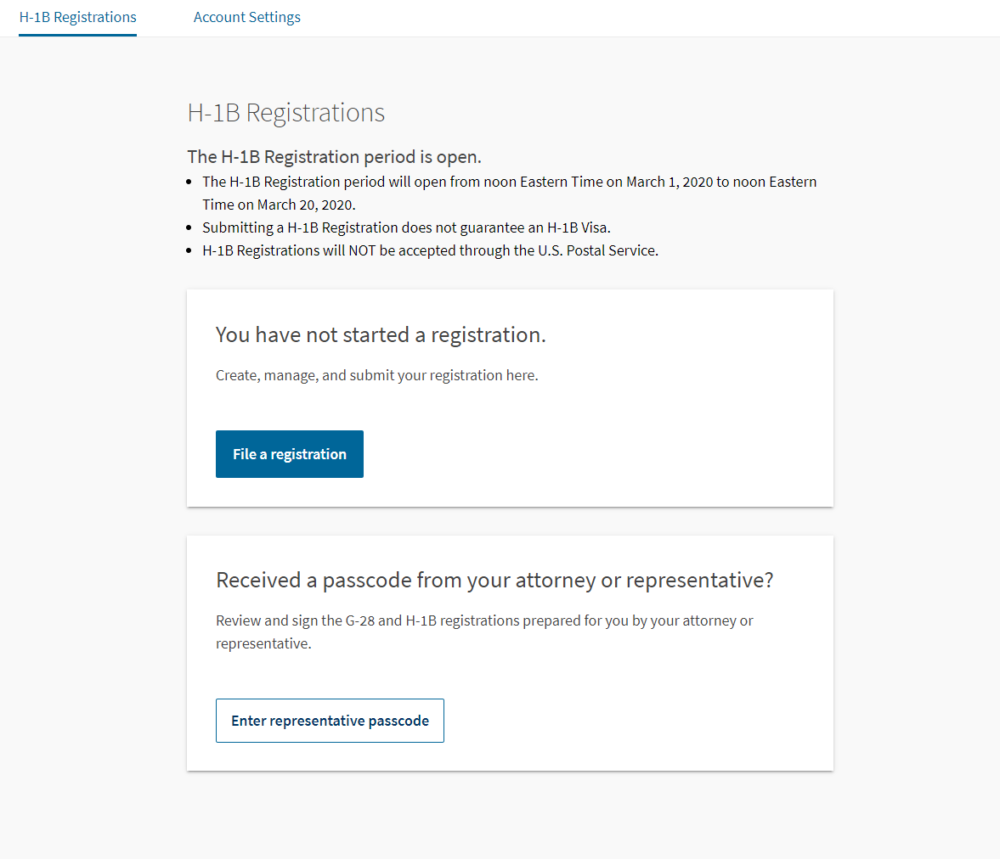 H-1B Registrations
Account Settings
H-1B Registrations
The H-1B Registration period is open.
The H-1B Registration period will open from noon Eastern Time on March 1, 2020 to noon Eastern
Time on March 20, 2020.
Submitting a H-1B Registration does not guarantee an H-1B Visa.
H-1B Registrations will NOT be accepted through the U.S. Postal Service.
You have not started a registration.
Create, manage, and submit your registration here.
File a registration
Received a passcode from your attorney or representative?
Review and sign the G-28 and H-1B registrations prepared for you by your attorney or
representative.
Enter representative passcode